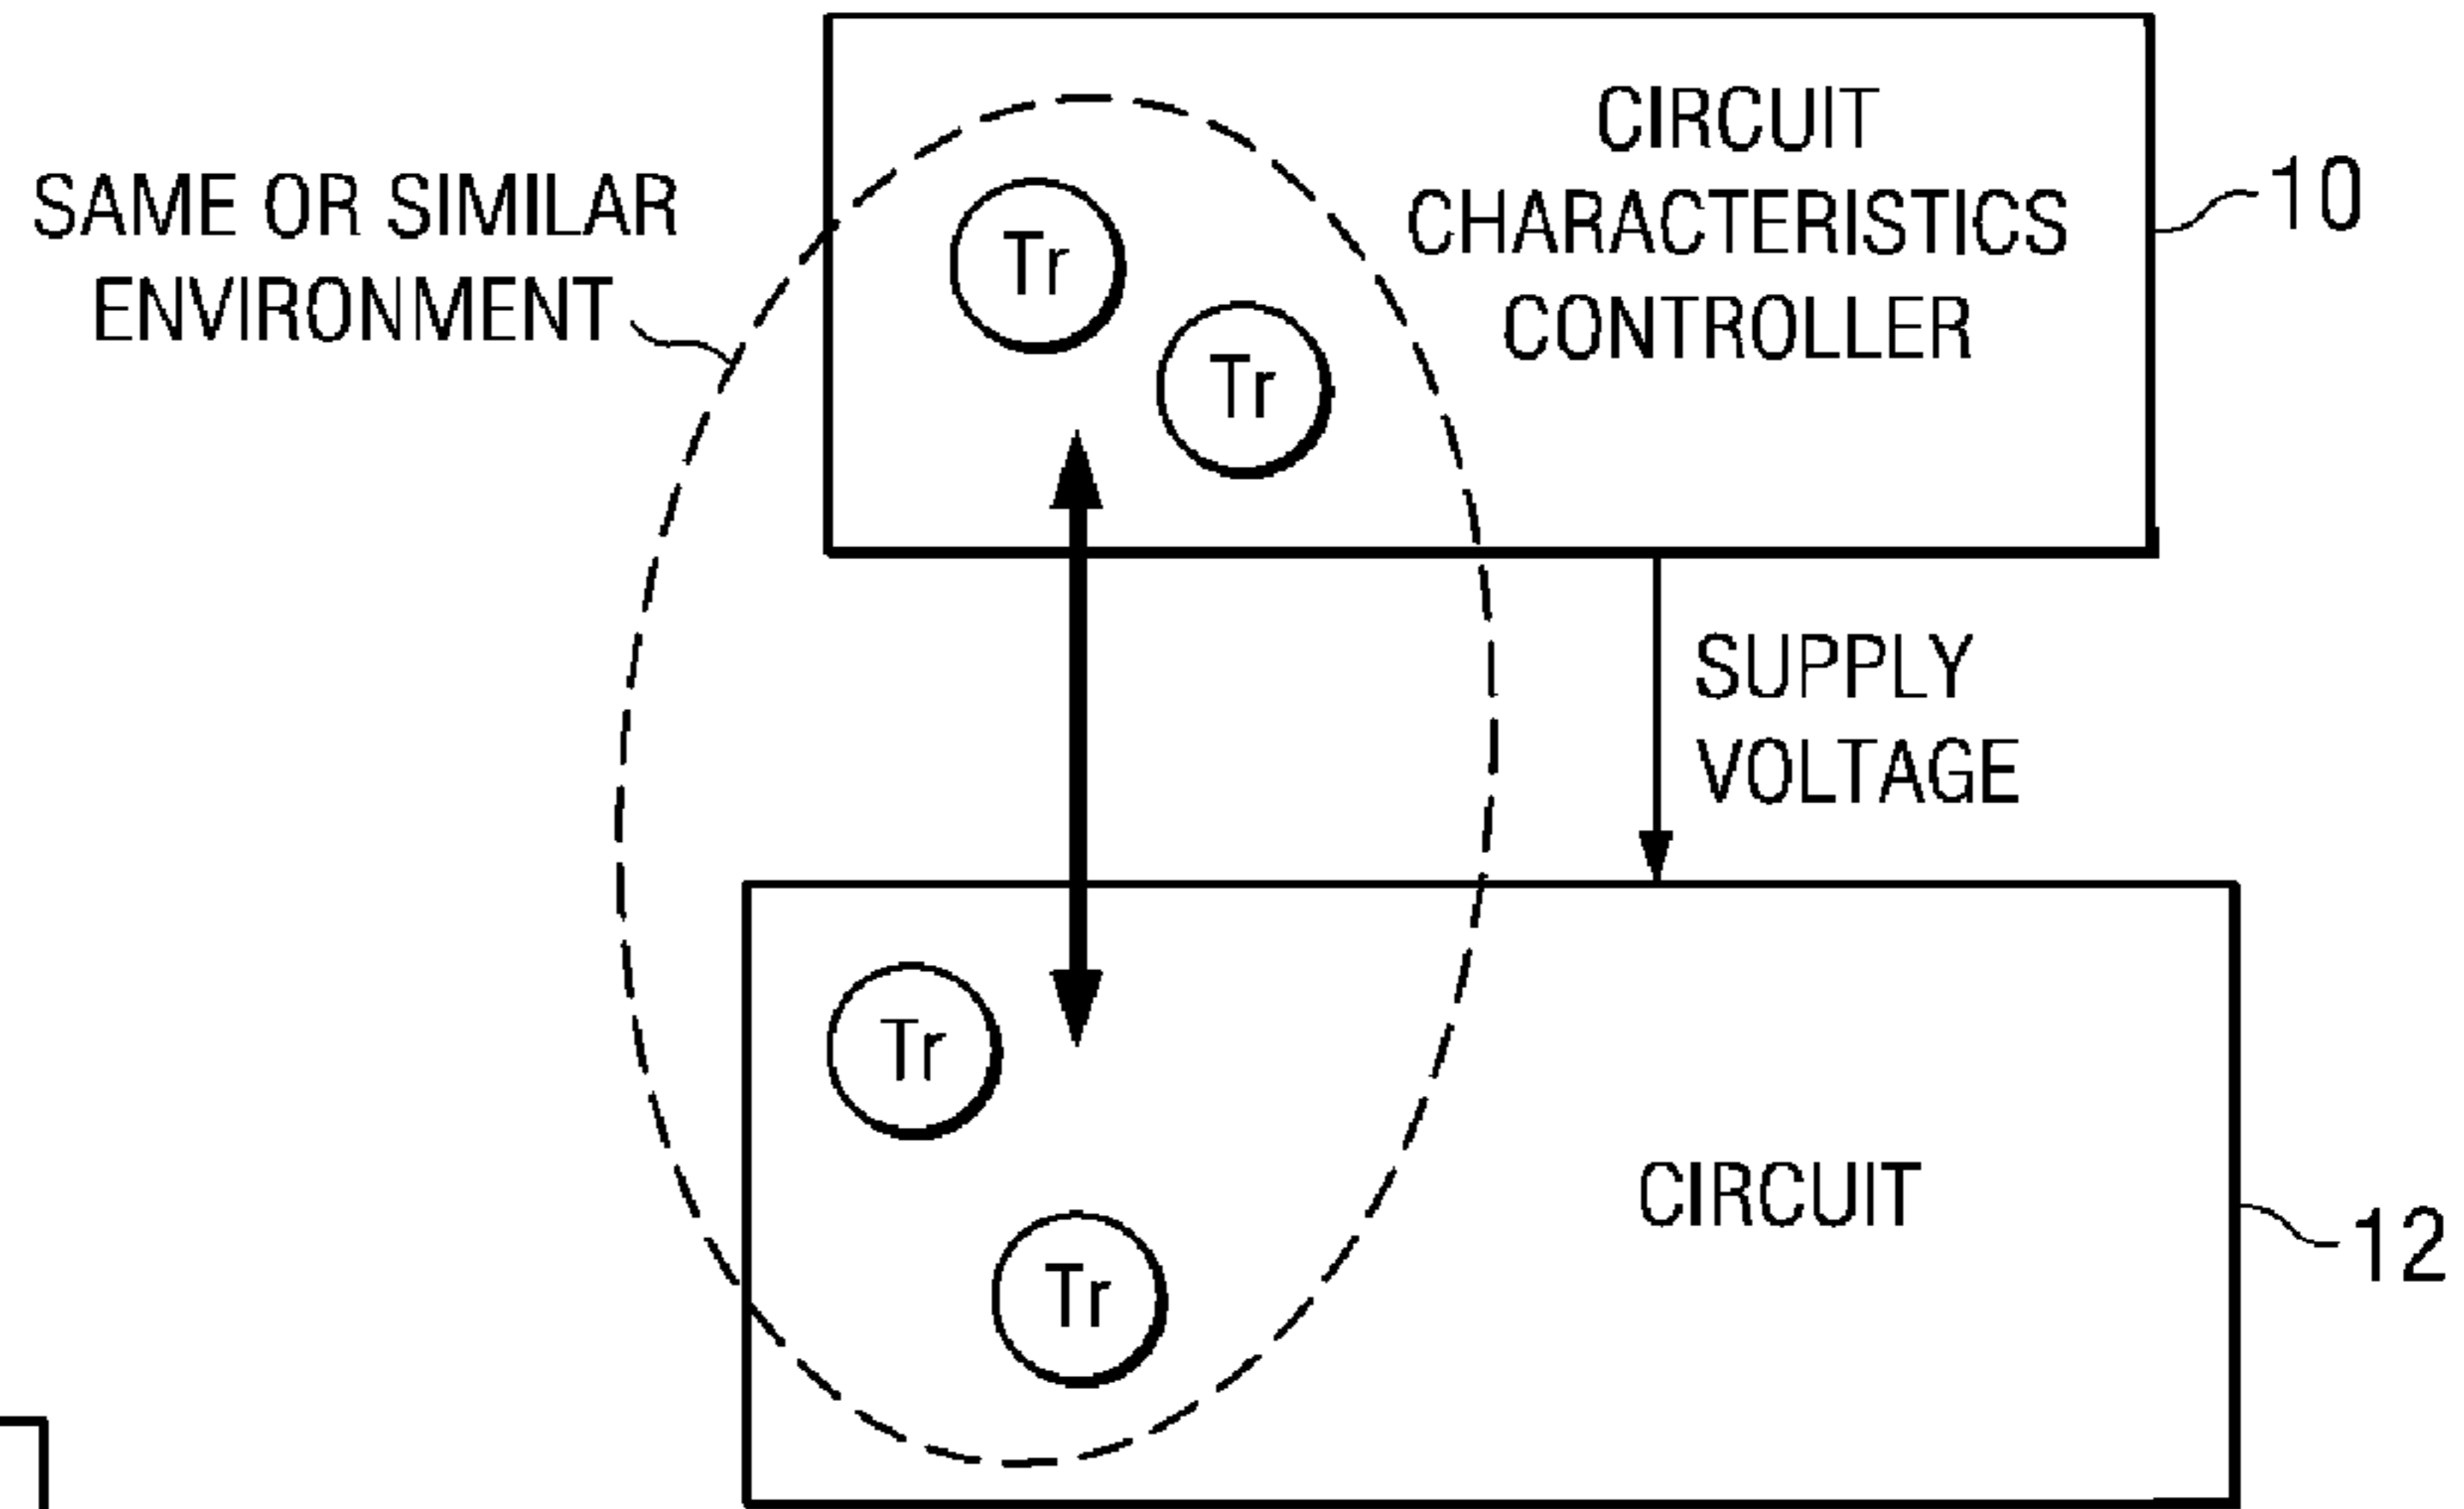 CIRCUIT
CHARACTERISTICS
CONTROLLER
10
SAME OR SIMILAR
ENVIRONMENT
Tr
Tr
SUPPLY
VOLTAGE
Tr
CIRCUIT
12
Tr